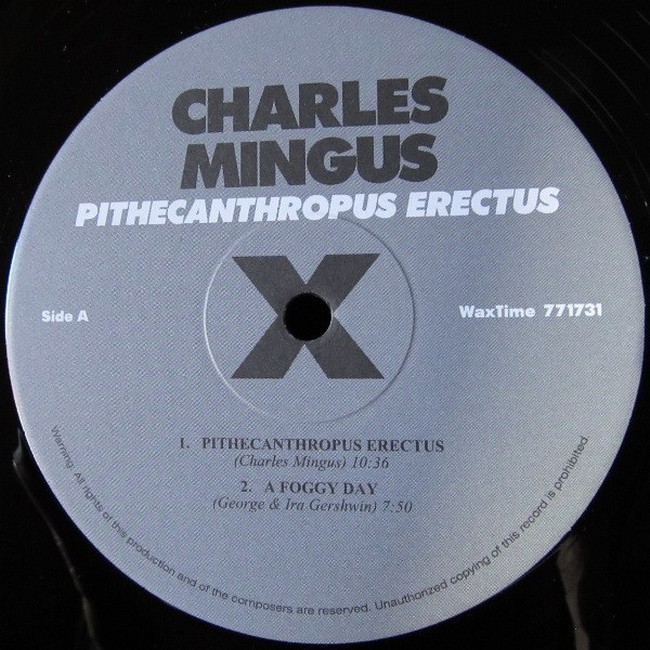 CHARLES
MINGUS
PITHECANTHROPUS ERECTUS
X
Side A
WaxTime 771731
1. PITHECANTHROPUS ERECTUS
(Charles Mingus) 10:36
2. A FOGGY DAY
(George & Ira Gershwin) 7:50
Warning. All rights of this production and of the composers are reserved. Unauthorized copying of this record is prohibited.